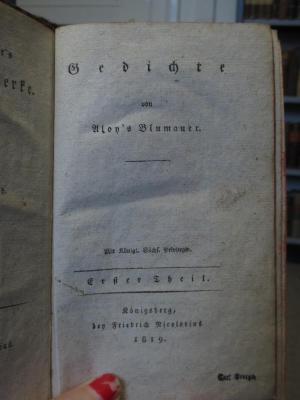 Gedichte
von
Aloys Blumauer.
Mit Königl. Sächs. Privilegio.
Erster Theil.
Königsberg,
bey Friedrich Nicolovius
1819.